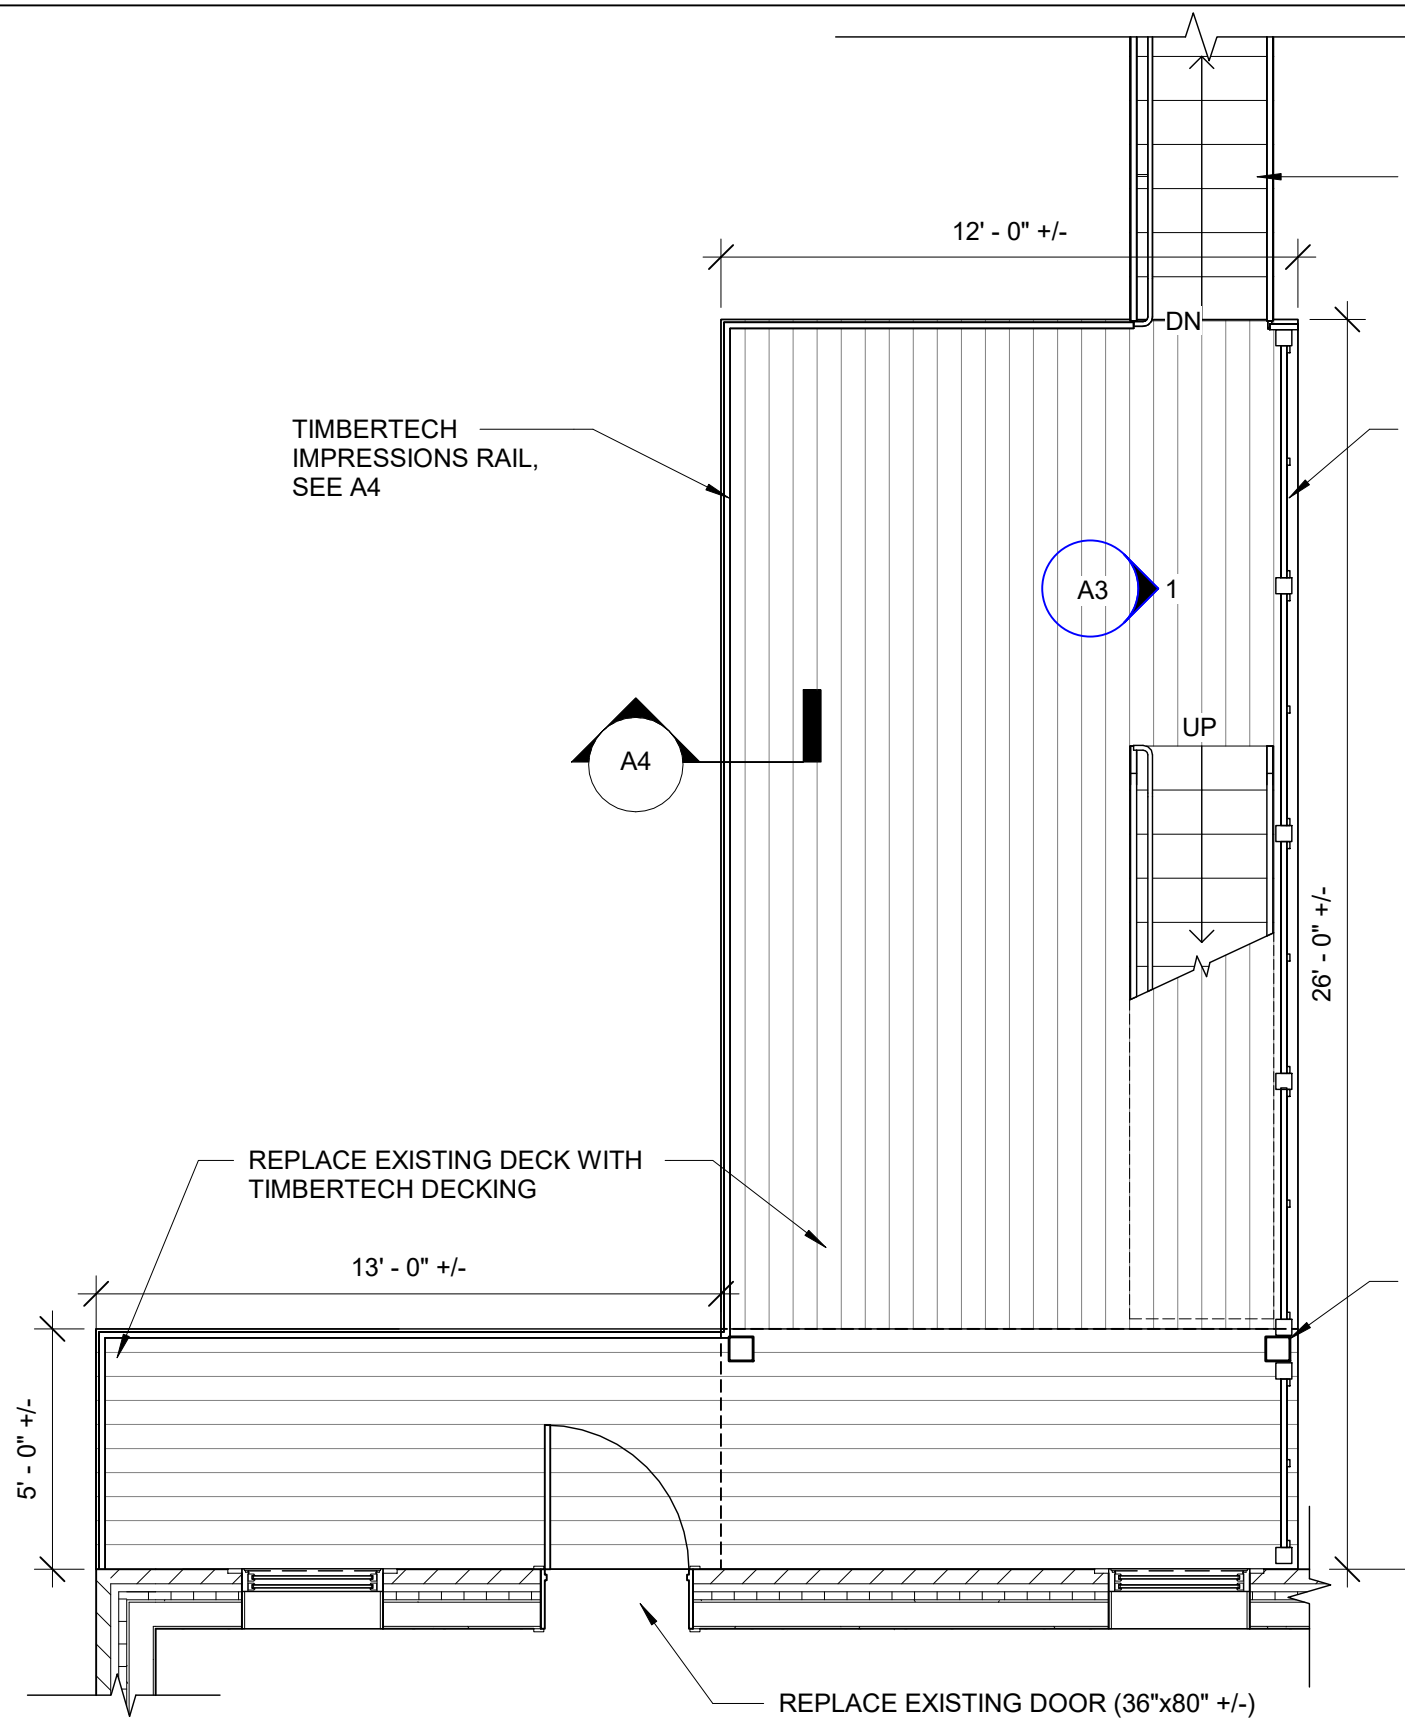 12' - 0" +/-
DN
TIMBERTECH
IMPRESSIONS RAIL,
SEE A4
A3
1
UP
A4
26' - 0" +/-
REPLACE EXISTING DECK WITH
TIMBERTECH DECKING
13' - 0" +/-
5' - 0" +/-
REPLACE EXISTING DOOR (36"x80" +/-)